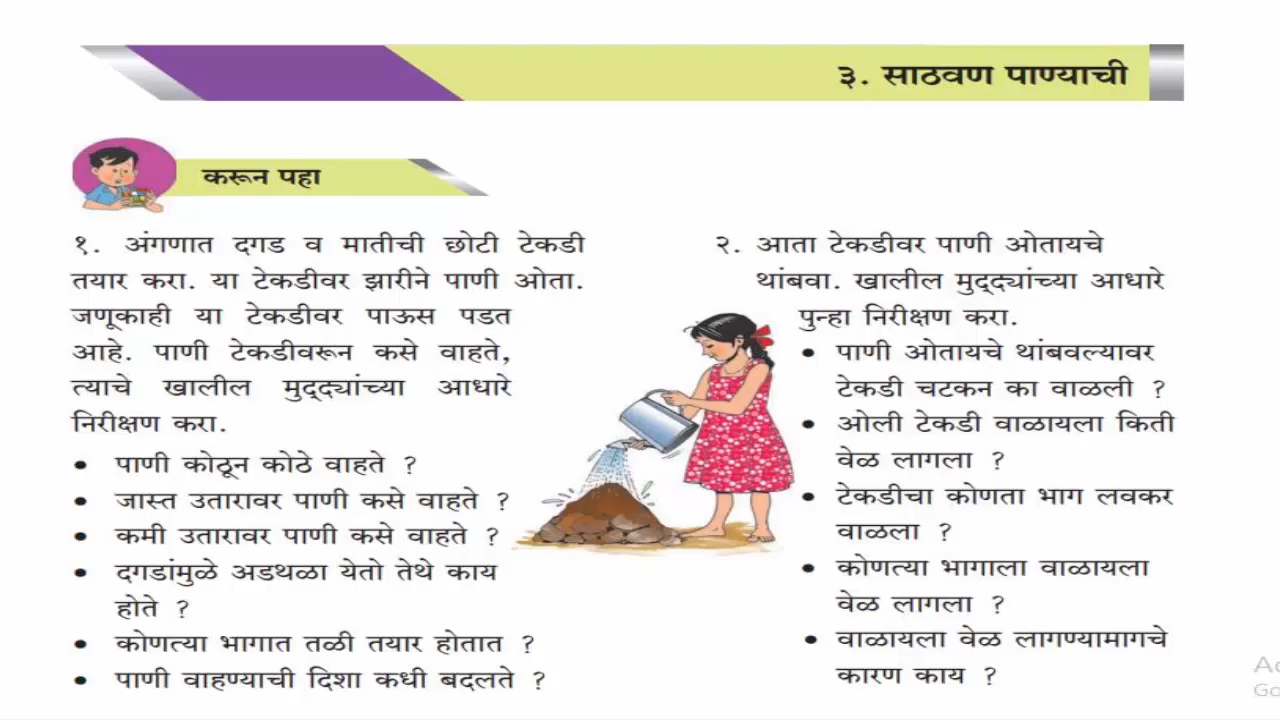 ३. साठवण पाण्याची
करून पहा
१. अंगणात दगड व मातीची छोटी टेकडी
तयार करा. या टेकडीवर झारीने पाणी ओता.
जणूकाही या टेकडीवर पाऊस पडत
आहे. पाणी टेकडीवरून कसे वाहते,
त्याचे खालील मुद्द्यांच्या आधारे
निरीक्षण करा.
• पाणी कोठून कोठे वाहते ?
• जास्त उतारावर पाणी कसे वाहते ?
• कमी उतारावर पाणी कसे वाहते ?
• दगडांमुळे अडथळा येतो तेथे काय
होते ?
• कोणत्या भागात तळी तयार होतात ?
• पाणी वाहण्याची दिशा कधी बदलते ?
२. आता टेकडीवर पाणी ओतायचे
थांबवा. खालील मुद्द्यांच्या आधारे
पुन्हा निरीक्षण करा.
• पाणी ओतायचे थांबवल्यावर
टेकडी चटकन का वाळली ?
• ओली टेकडी वाळायला किती
वेळ लागला ?
• टेकडीचा कोणता भाग लवकर
वाळला ?
• कोणत्या भागाला वाळायला
वेळ लागला ?
• वाळायला वेळ लागण्यामागचे
कारण काय ?